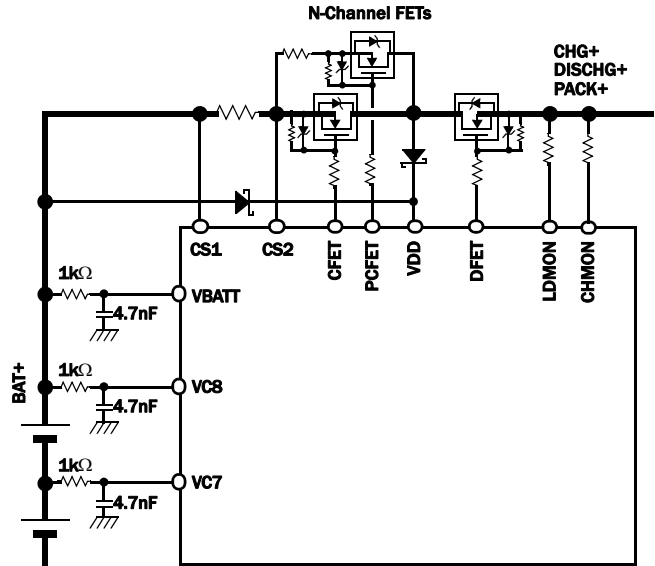 N-Channel FETs
CHG+
DISCHG+
PACK+
CS1
CS2
CFET
PCFET
VDD
DFET
LDMON
CHMON
1kΩ
VBATT
4.7nF
BAT+
1kΩ
VC8
4.7nF
1kΩ
VC7
4.7nF